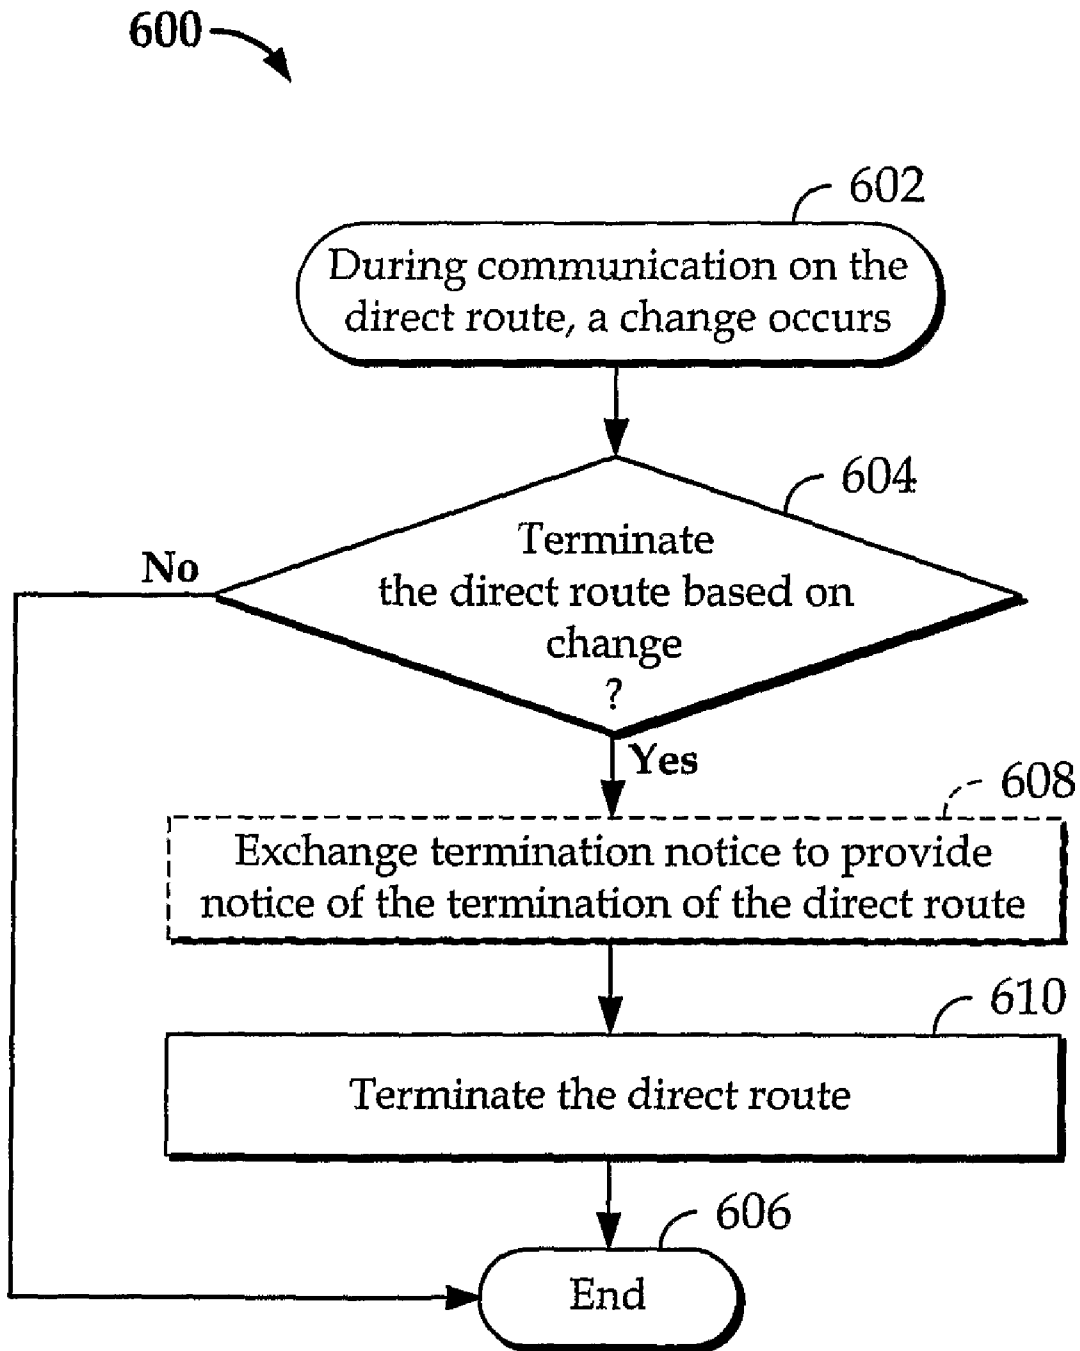 600
602
During communication on the
direct route, a change occurs
604
Terminate
the direct route based on
change
?
No
Yes
608
Exchange termination notice to provide
notice of the termination of the direct route
610
Terminate the direct route
606
End